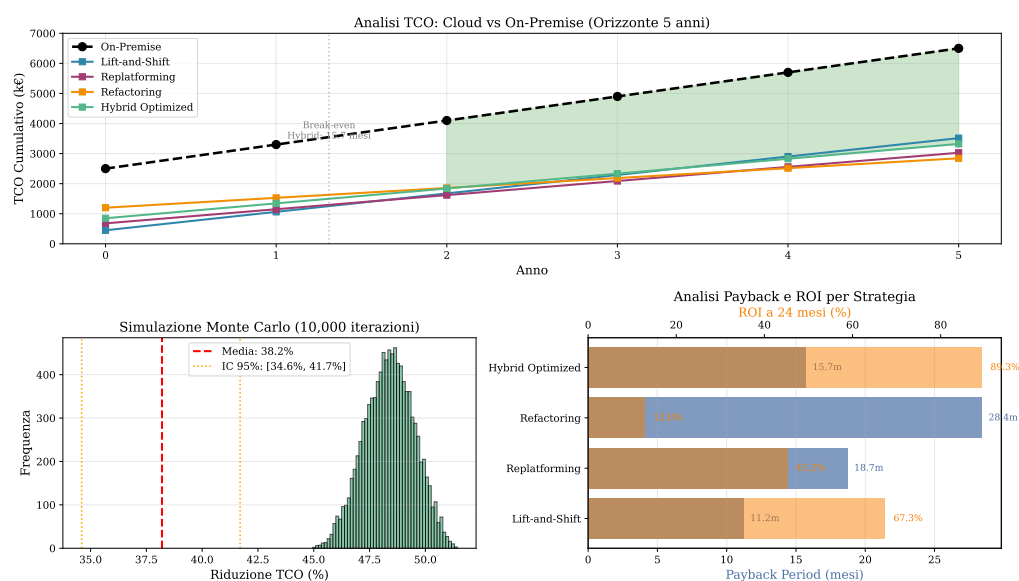 Analisi TCO: Cloud vs On-Premise (Orizzonte 5 anni)
TCO Cumulativo (k€)
7000
6000
5000
4000
3000
2000
1000
0
On-Premise
Lift-and-Shift
Replatforming
Refactoring
Hybrid Optimized
Break-even
Hybrid: 15.7 mesi
0 1 2 3 4 5
Anno
Simulazione Monte Carlo (10,000 iterazioni)
Frequenza
400
300
200
100
0
Media: 38.2%
IC 95%: [34.6%, 41.7%]
35.0 37.5 40.0 42.5 45.0 47.5 50.0
Riduzione TCO (%)
Analisi Payback e ROI per Strategia
ROI a 24 mesi (%)
0 20 40 60 80
Hybrid Optimized
15.7m
89.3%
Refactoring
28.4m
Replatforming
18.7m
Lift-and-Shift
11.2m
67.3%
0 5 10 15 20 25
Payback Period (mesi)